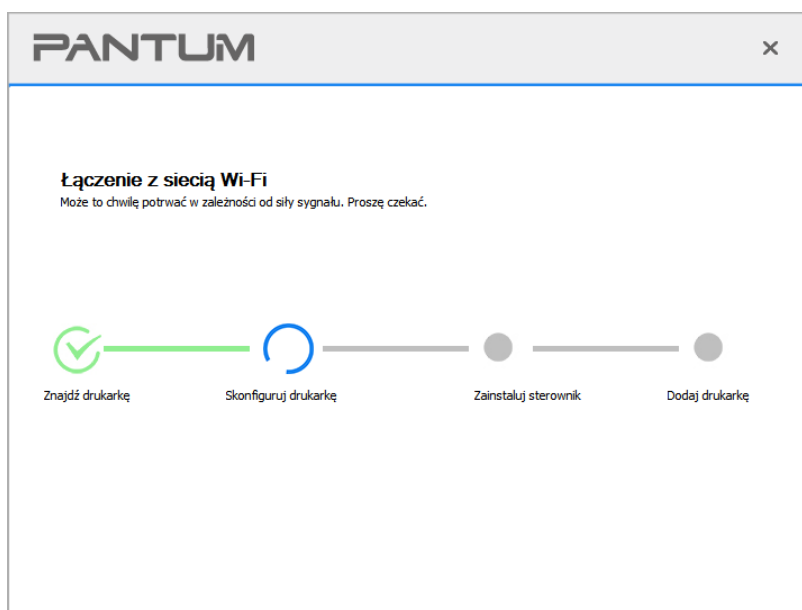 PANTUM
Łączenie z siecią Wi-Fi
Może to chwilę potrwać w zależności od siły sygnału. Proszę czekać.
Znajdź drukarkę
Skonfiguruj drukarkę
Zainstaluj sterownik
Dodaj drukarkę